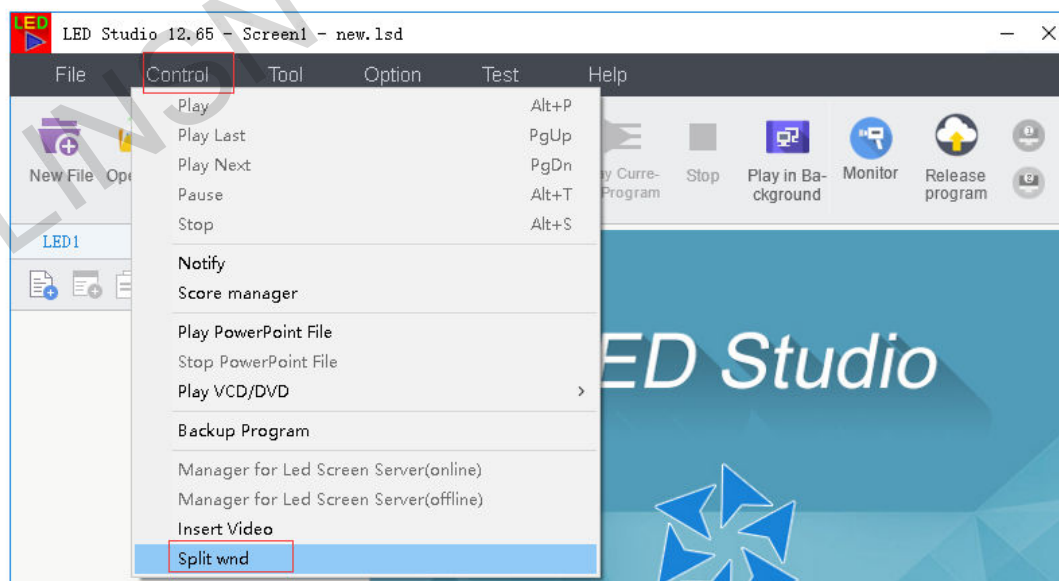 LED
LED Studio 12.65 - Screen1 - new.lsd
File Control Tool Option Test Help
Play Alt+P
Play Last PgUp
Play Next PgDn
Pause Alt+T
Stop Alt+S
Notify
Score manager
Play PowerPoint File
Stop PowerPoint File
Play VCD/DVD
Backup Program
Manager for Led Screen Server(online)
Manager for Led Screen Server(offline)
Insert Video
Split wnd
New File Ope
y Curre-
Program
Stop
Play in Ba-
ckground
Monitor
Release
program
LED1
ED Studio
LINSN